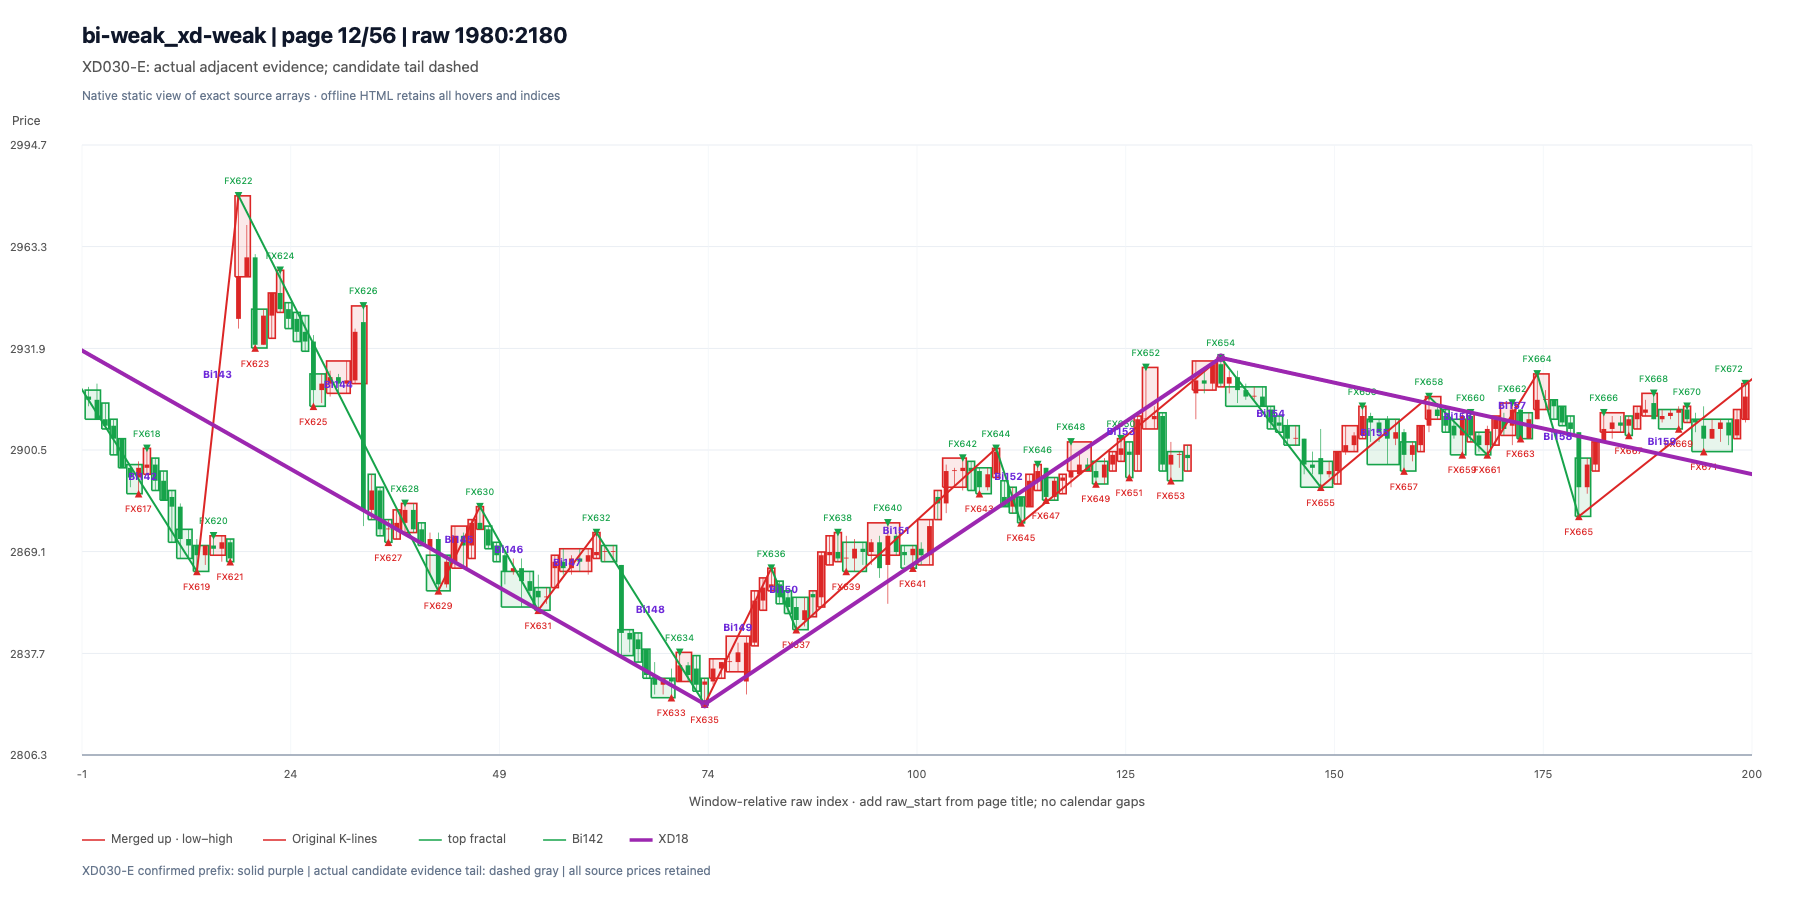 bi-weak_xd-weak | page 12/56 | raw 1980:2180
XD030-E: actual adjacent evidence; candidate tail dashed
Native static view of exact source arrays · offline HTML retains all hovers and indices
Price
2994.7
2963.3
2931.9
2900.5
2869.1
2837.7
2806.3
FX622
FX624
FX626
FX623
Bi143
Bi144
FX625
FX618
Bi142
FX617
FX620
FX619
FX621
FX628
FX630
FX627
FX629
Bi146
FX632
FX631
Bi148
FX634
FX633
FX635
Bi149
FX636
Bi150
FX638
FX640
Bi151
FX639
FX641
FX642
FX644
FX643
Bi152
FX646
FX645
FX647
FX648
FX649
FX651
FX652
FX653
FX654
Bi154
FX655
FX657
FX658
FX660
FX659
FX661
FX662
Bi157
FX663
FX664
Bi158
FX665
FX666
FX668
FX670
Bi159
FX669
FX672
-1
24
49
74
100
125
150
175
200
Window-relative raw index · add raw_start from page title; no calendar gaps
Merged up · low–high
Original K-lines
top fractal
Bi142
XD18
XD030-E confirmed prefix: solid purple | actual candidate evidence tail: dashed gray | all source prices retained